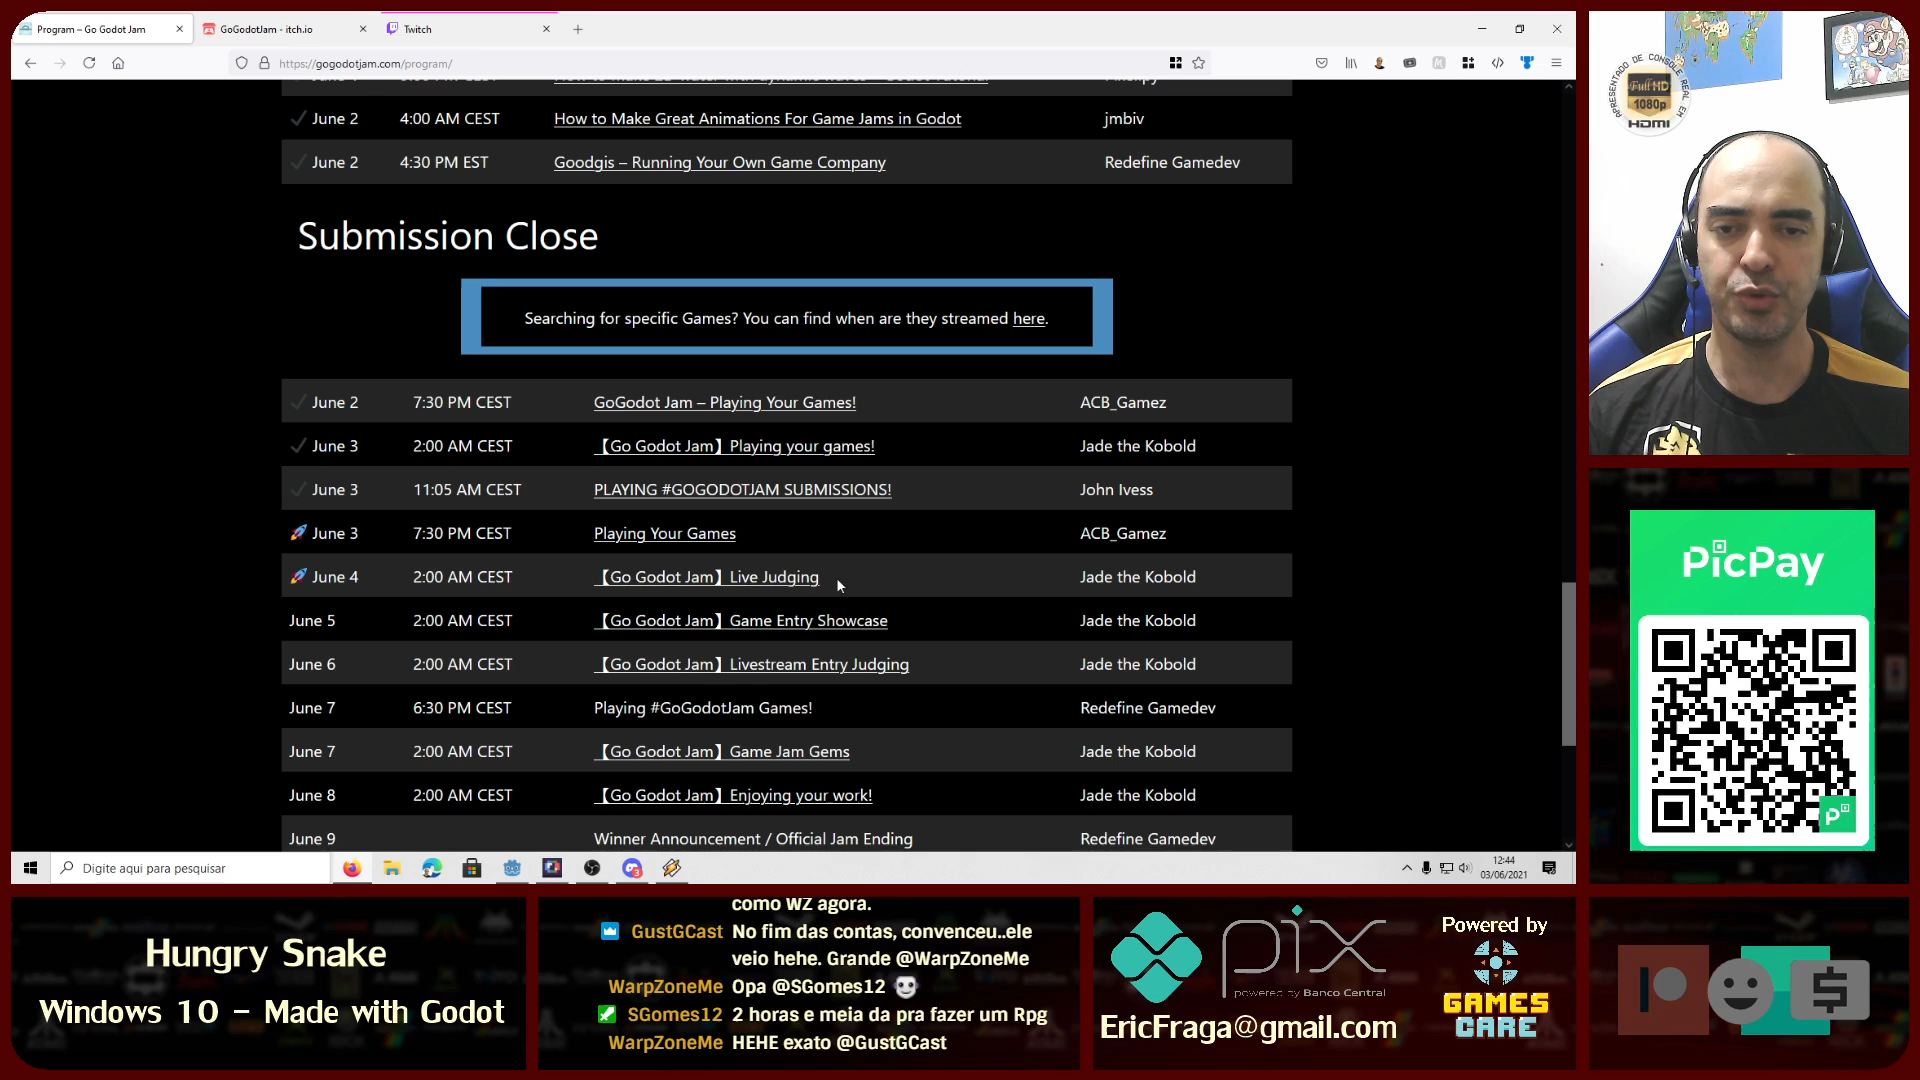 Program – Go Godot Jam
GoGodotJam - itch.io
Twitch
https://gogodotjam.com/program/
June 2 4:00 AM CEST How to Make Great Animations For Game Jams in Godot jmbiv
June 2 4:30 PM EST Goodgis – Running Your Own Game Company Redefine Gamedev
Submission Close
Searching for specific Games? You can find when are they streamed here.
June 2 7:30 PM CEST GoGodot Jam – Playing Your Games! ACB_Gamez
June 3 2:00 AM CEST 【Go Godot Jam】Playing your games! Jade the Kobold
June 3 11:05 AM CEST PLAYING #GOGODOTJAM SUBMISSIONS! John Ivess
June 3 7:30 PM CEST Playing Your Games ACB_Gamez
June 4 2:00 AM CEST 【Go Godot Jam】Live Judging Jade the Kobold
June 5 2:00 AM CEST 【Go Godot Jam】Game Entry Showcase Jade the Kobold
June 6 2:00 AM CEST 【Go Godot Jam】Livestream Entry Judging Jade the Kobold
June 7 6:30 PM CEST Playing #GoGodotJam Games! Redefine Gamedev
June 7 2:00 AM CEST 【Go Godot Jam】Game Jam Gems Jade the Kobold
June 8 2:00 AM CEST 【Go Godot Jam】Enjoying your work! Jade the Kobold
June 9 Winner Announcement / Official Jam Ending Redefine Gamedev
Digite aqui para pesquisar
12:44
03/06/2021
APRESENTADO DE CONSOLE REAL EM
Full HD
1080p
HDMI
PicPay
Hungry Snake
Windows 10 – Made with Godot
como WZ agora.
GustGCast No fim das contas, convenceu..ele
veio hehe. Grande @WarpZoneMe
WarpZoneMe Opa @SGomes12
SGomes12 2 horas e meia da pra fazer um Rpg
WarpZoneMe HEHE exato @GustGCast
pix
powered by Banco Central
EricFraga@gmail.com
Powered by
GAMES
CARE